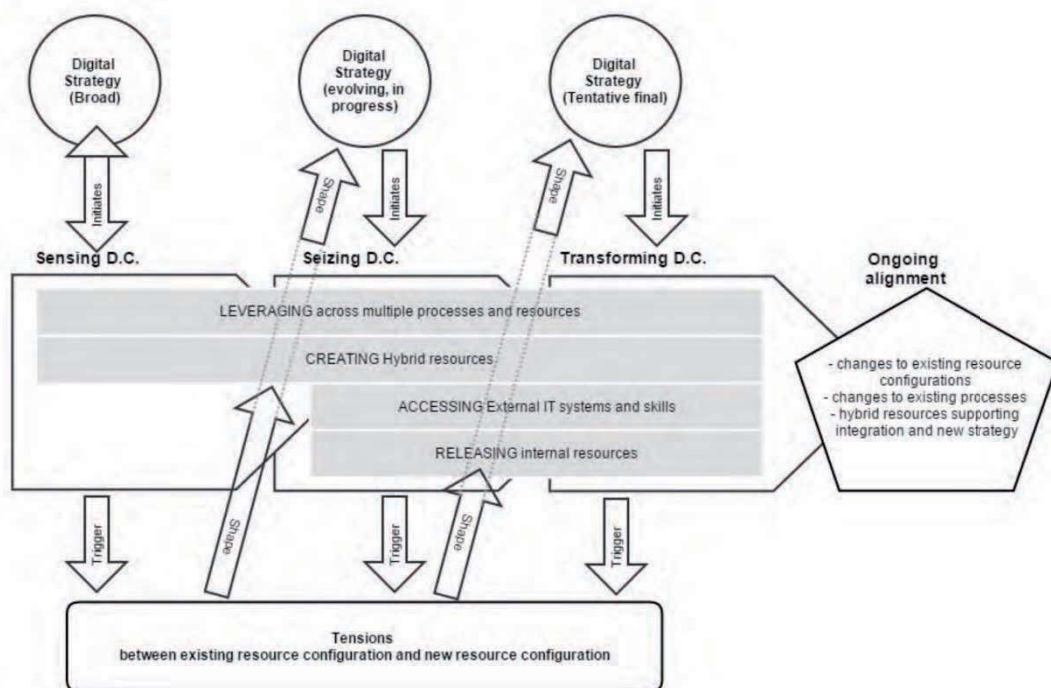 Digital
Strategy
(Broad)
Digital
Strategy
(evolving, in
progress)
Digital
Strategy
(Tentative final)
Initiates
Shape
Initiates
Shape
Initiates
Sensing D.C.
Seizing D.C.
Transforming D.C.
Ongoing
alignment
LEVERAGING across multiple processes and resources
CREATING Hybrid resources
ACCESSING External IT systems and skills
RELEASING internal resources
- changes to existing resource
configurations
- changes to existing processes
- hybrid resources supporting
integration and new strategy
Trigger
Shape
Trigger
Shape
Trigger
Tensions
between existing resource configuration and new resource configuration